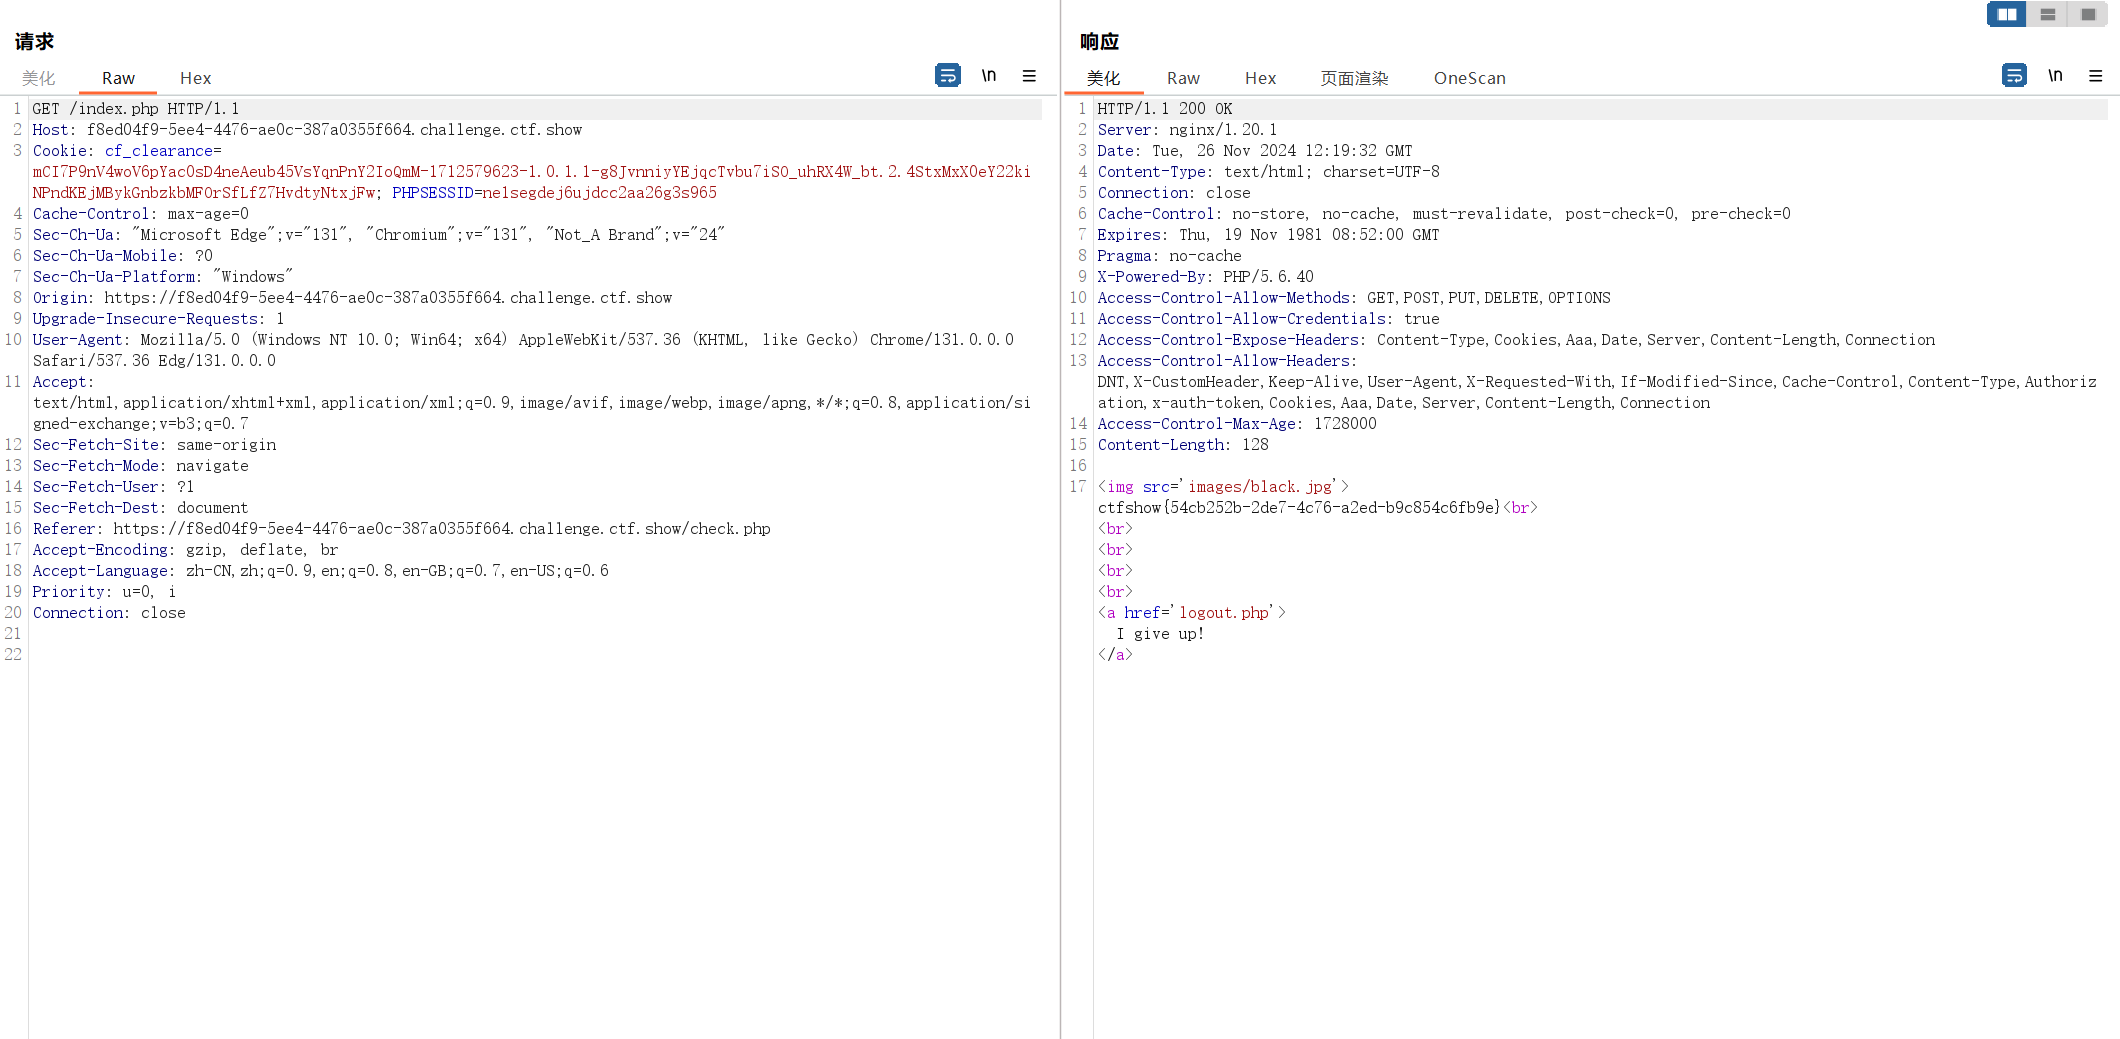 请求
美化 Raw Hex \n
1 GET /index.php HTTP/1.1
2 Host: f8ed04f9-5ee4-4476-ae0c-387a0355f664.challenge.ctf.show
3 Cookie: cf_clearance=
mCI7P9nV4woV6pYacOsD4neAeub45VsYqnPnY2IoQmM-1712579623-1.0.1.1-g8JvnniyYEjqcTvbu7iSO_uhRX4W_bt.2.4StxMxX0eY22ki
NPndKEjMBykGnbzkbMF0rSfLfZ7HvdtyNtxjFw; PHPSESSID=nelsegdej6ujdcc2aa26g3s965
4 Cache-Control: max-age=0
5 Sec-Ch-Ua: "Microsoft Edge";v="131", "Chromium";v="131", "Not_A Brand";v="24"
6 Sec-Ch-Ua-Mobile: ?0
7 Sec-Ch-Ua-Platform: "Windows"
8 Origin: https://f8ed04f9-5ee4-4476-ae0c-387a0355f664.challenge.ctf.show
9 Upgrade-Insecure-Requests: 1
10 User-Agent: Mozilla/5.0 (Windows NT 10.0; Win64; x64) AppleWebKit/537.36 (KHTML, like Gecko) Chrome/131.0.0.0
Safari/537.36 Edg/131.0.0.0
11 Accept:
text/html,application/xhtml+xml,application/xml;q=0.9,image/avif,image/webp,image/apng,*/*;q=0.8,application/si
gned-exchange;v=b3;q=0.7
12 Sec-Fetch-Site: same-origin
13 Sec-Fetch-Mode: navigate
14 Sec-Fetch-User: ?1
15 Sec-Fetch-Dest: document
16 Referer: https://f8ed04f9-5ee4-4476-ae0c-387a0355f664.challenge.ctf.show/check.php
17 Accept-Encoding: gzip, deflate, br
18 Accept-Language: zh-CN,zh;q=0.9,en;q=0.8,en-GB;q=0.7,en-US;q=0.6
19 Priority: u=0, i
20 Connection: close
21
22
响应
美化 Raw Hex 页面渲染 OneScan \n
1 HTTP/1.1 200 OK
2 Server: nginx/1.20.1
3 Date: Tue, 26 Nov 2024 12:19:32 GMT
4 Content-Type: text/html; charset=UTF-8
5 Connection: close
6 Cache-Control: no-store, no-cache, must-revalidate, post-check=0, pre-check=0
7 Expires: Thu, 19 Nov 1981 08:52:00 GMT
8 Pragma: no-cache
9 X-Powered-By: PHP/5.6.40
10 Access-Control-Allow-Methods: GET,POST,PUT,DELETE,OPTIONS
11 Access-Control-Allow-Credentials: true
12 Access-Control-Expose-Headers: Content-Type,Cookies,Aaa,Date,Server,Content-Length,Connection
13 Access-Control-Allow-Headers:
DNT,X-CustomHeader,Keep-Alive,User-Agent,X-Requested-With,If-Modified-Since,Cache-Control,Content-Type,Authoriz
ation,x-auth-token,Cookies,Aaa,Date,Server,Content-Length,Connection
14 Access-Control-Max-Age: 1728000
15 Content-Length: 128
16
17 <img src='images/black.jpg'>
ctfshow{54cb252b-2de7-4c76-a2ed-b9c854c6fb9e}<br>
<br>
<br>
<br>
<br>
<a href='logout.php'>
I give up!
</a>